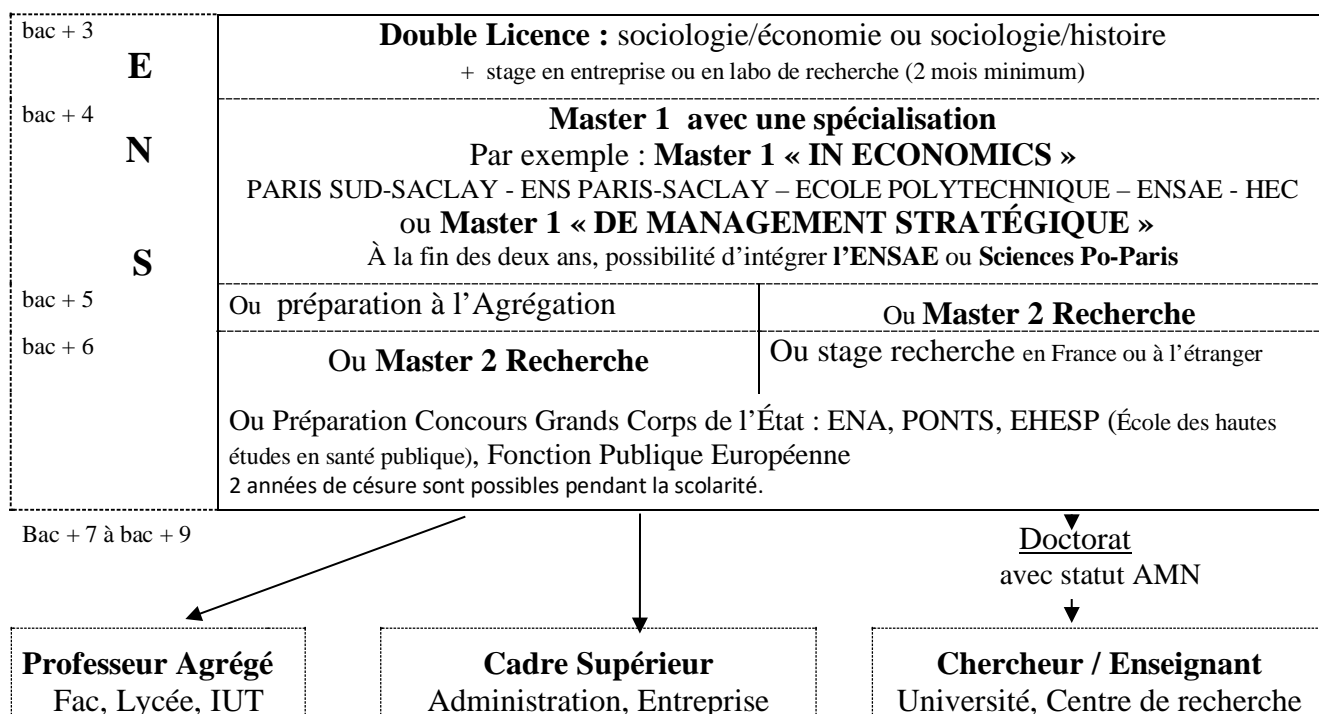 bac + 3
E
Double Licence : sociologie/économie ou sociologie/histoire
+ stage en entreprise ou en labo de recherche (2 mois minimum)
bac + 4
N
Master 1 avec une spécialisation
Par exemple : Master 1 « IN ECONOMICS »
PARIS SUD-SACLAY - ENS PARIS-SACLAY – ECOLE POLYTECHNIQUE – ENSAE - HEC
ou Master 1 « DE MANAGEMENT STRATÉGIQUE »
S
À la fin des deux ans, possibilité d’intégrer l’ENSAE ou Sciences Po-Paris
bac + 5
Ou préparation à l’Agrégation
Ou Master 2 Recherche
bac + 6
Ou Master 2 Recherche
Ou stage recherche en France ou à l’étranger
Ou Préparation Concours Grands Corps de l’État : ENA, PONTS, EHESP (École des hautes
études en santé publique), Fonction Publique Européenne
2 années de césure sont possibles pendant la scolarité.
Bac + 7 à bac + 9
Doctorat
avec statut AMN
Professeur Agrégé
Fac, Lycée, IUT
Cadre Supérieur
Administration, Entreprise
Chercheur / Enseignant
Université, Centre de recherche